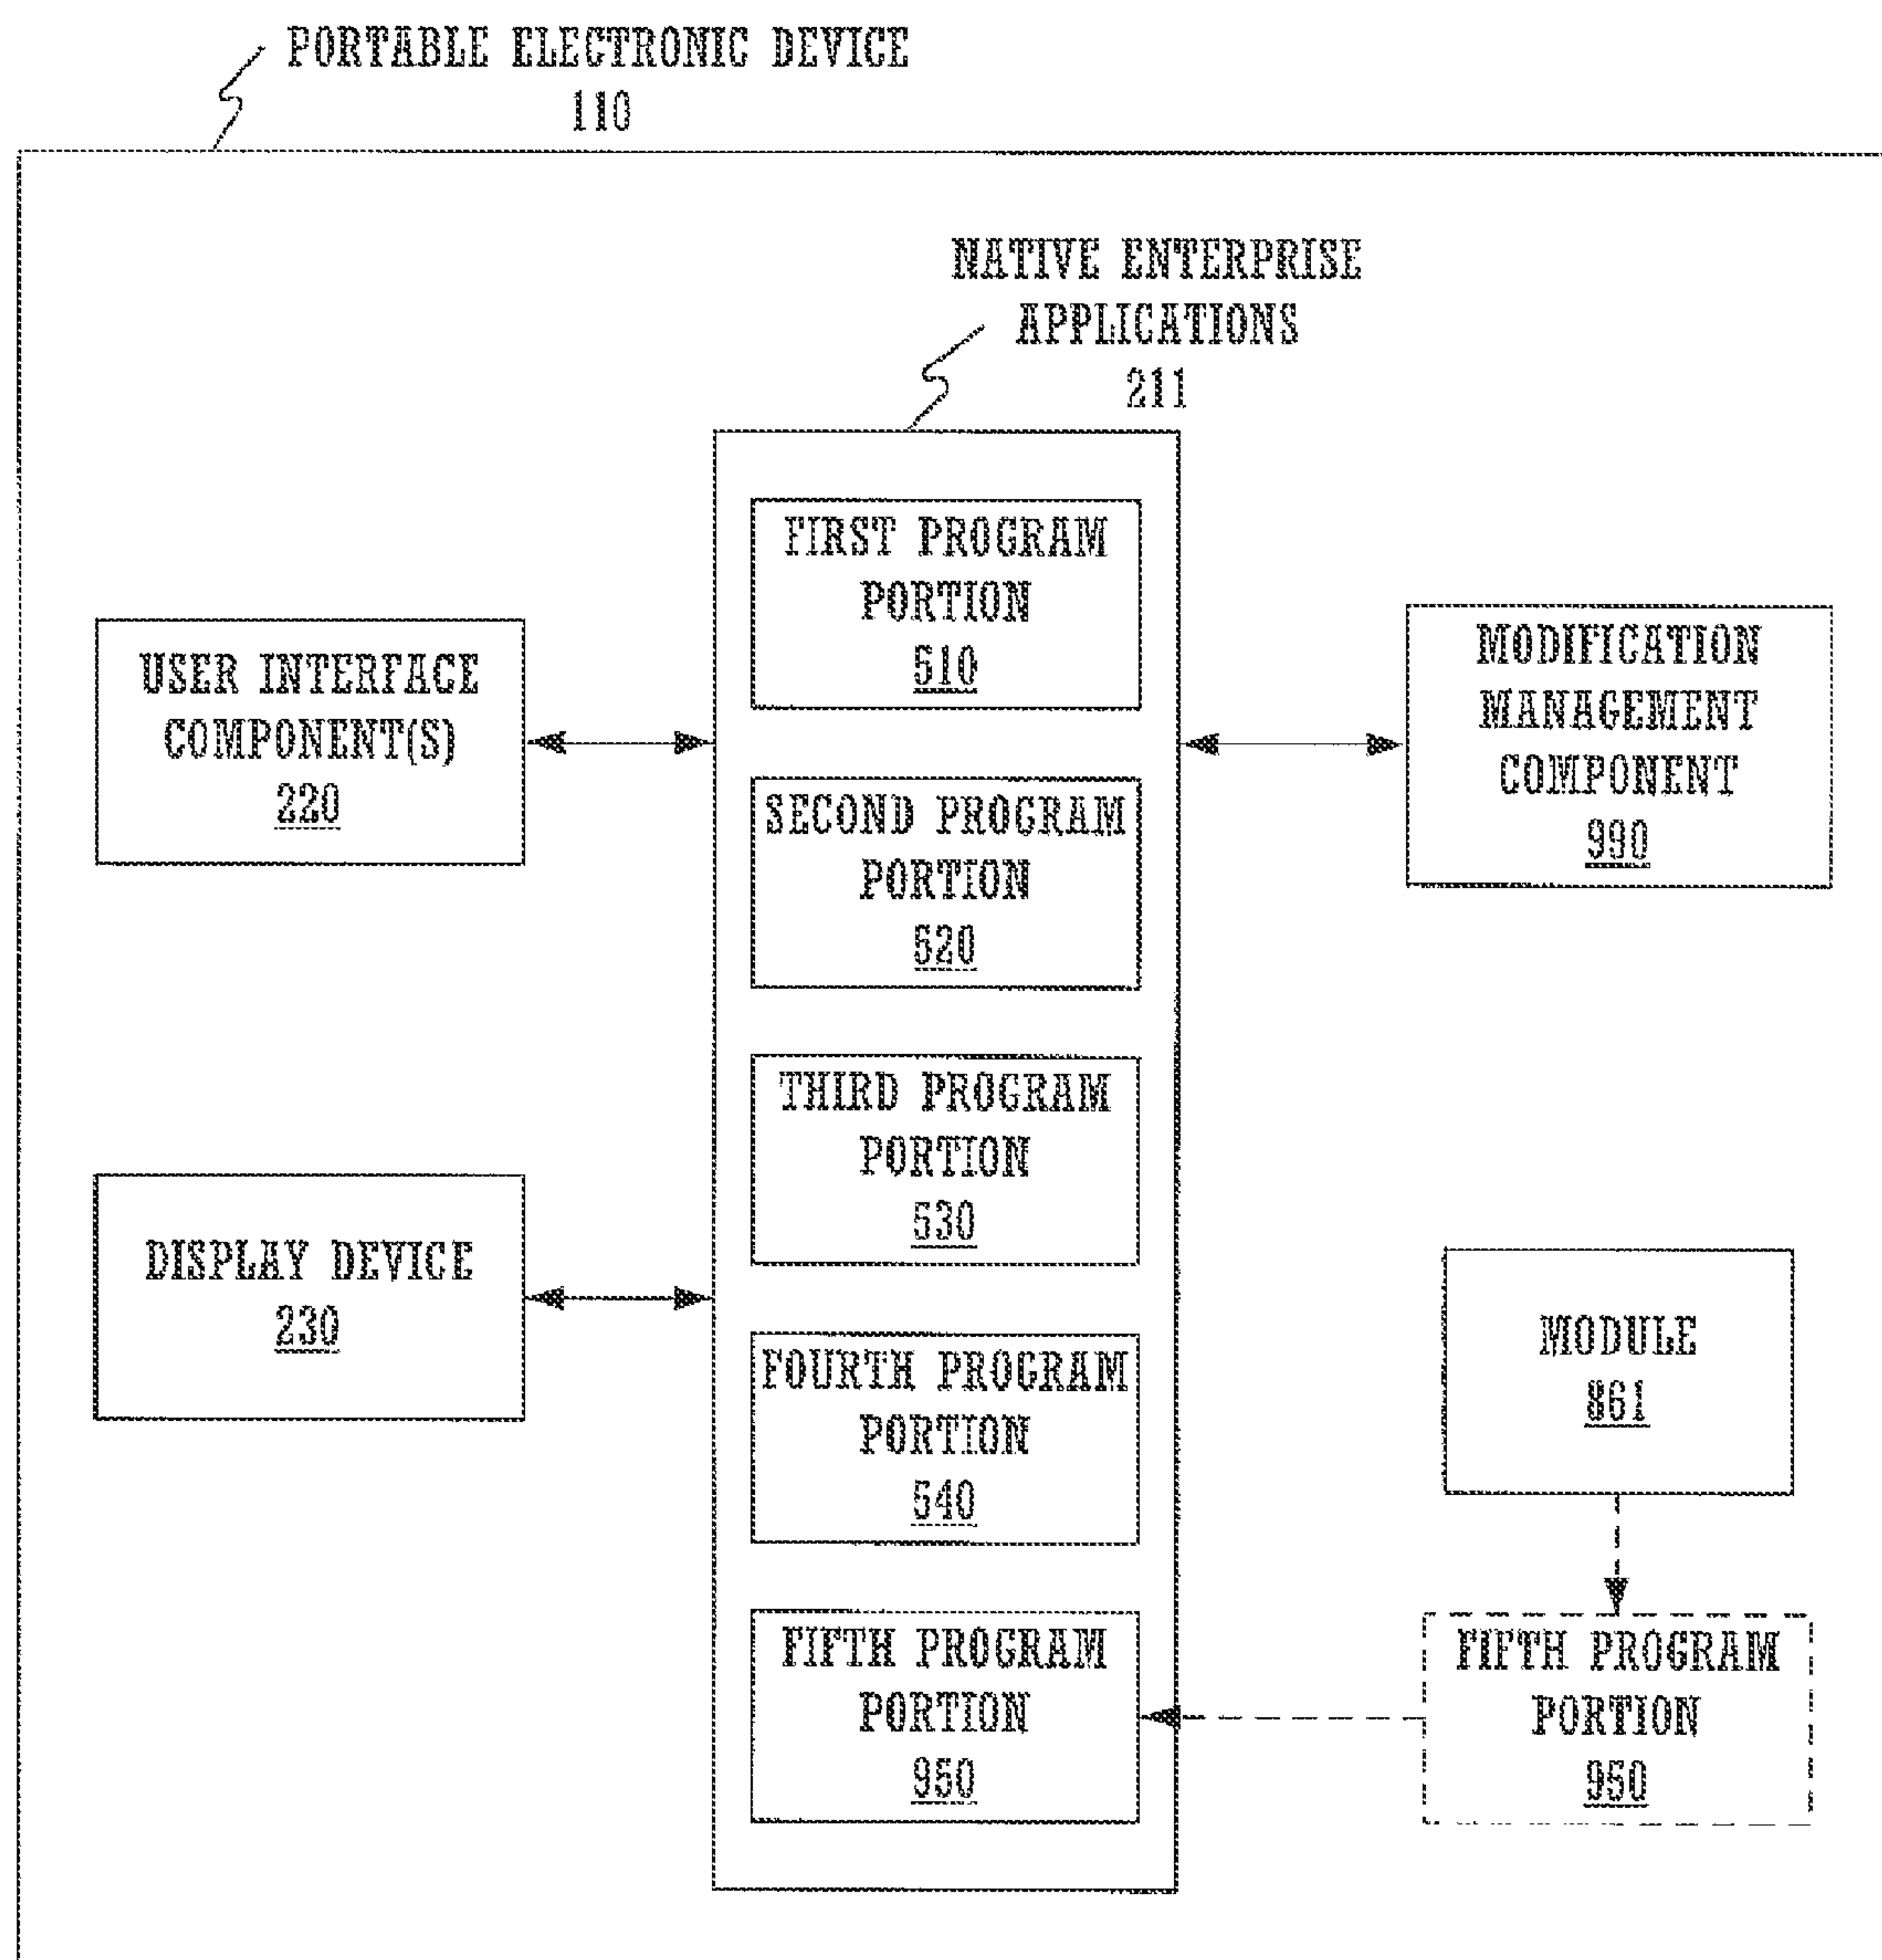 PORTABLE ELECTRONIC DEVICE
110
NATIVE ENTERPRISE
APPLICATIONS
211
FIRST PROGRAM
PORTION
510
USER INTERFACE
COMPONENT(S)
220
MODIFICATION
MANAGEMENT
COMPONENT
990
SECOND PROGRAM
PORTION
520
THIRD PROGRAM
PORTION
530
DISPLAY DEVICE
230
MODULE
861
FOURTH PROGRAM
PORTION
540
FIFTH PROGRAM
PORTION
950
FIFTH PROGRAM
PORTION
950